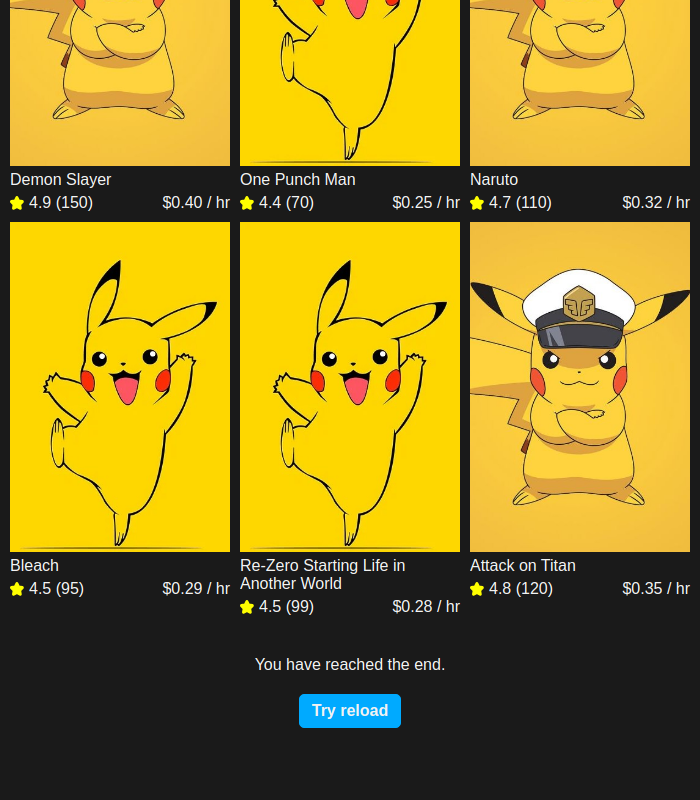 Demon Slayer
4.9 (150) $0.40 / hr
One Punch Man
4.4 (70) $0.25 / hr
Naruto
4.7 (110) $0.32 / hr
Bleach
4.5 (95) $0.29 / hr
Re-Zero Starting Life in
Another World
4.5 (99) $0.28 / hr
Attack on Titan
4.8 (120) $0.35 / hr
You have reached the end.
Try reload